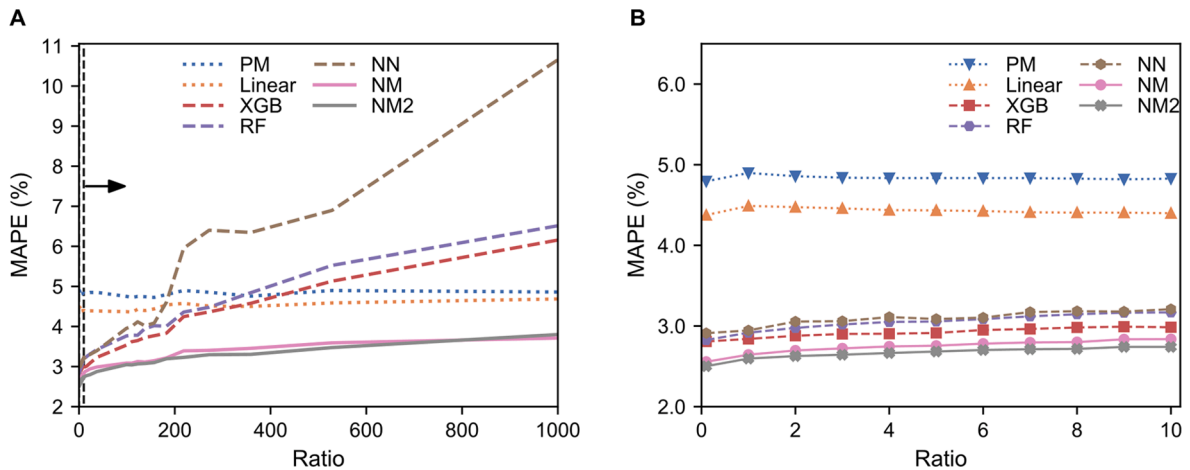 A
MAPE (%)
11
10
9
8
7
6
5
4
3
2
0
200
400
600
800
1000
Ratio
PM
Linear
XGB
RF
NN
NM
NM2
B
MAPE (%)
6.0
5.0
4.0
3.0
2.0
0
2
4
6
8
10
Ratio
PM
Linear
XGB
RF
NN
NM
NM2